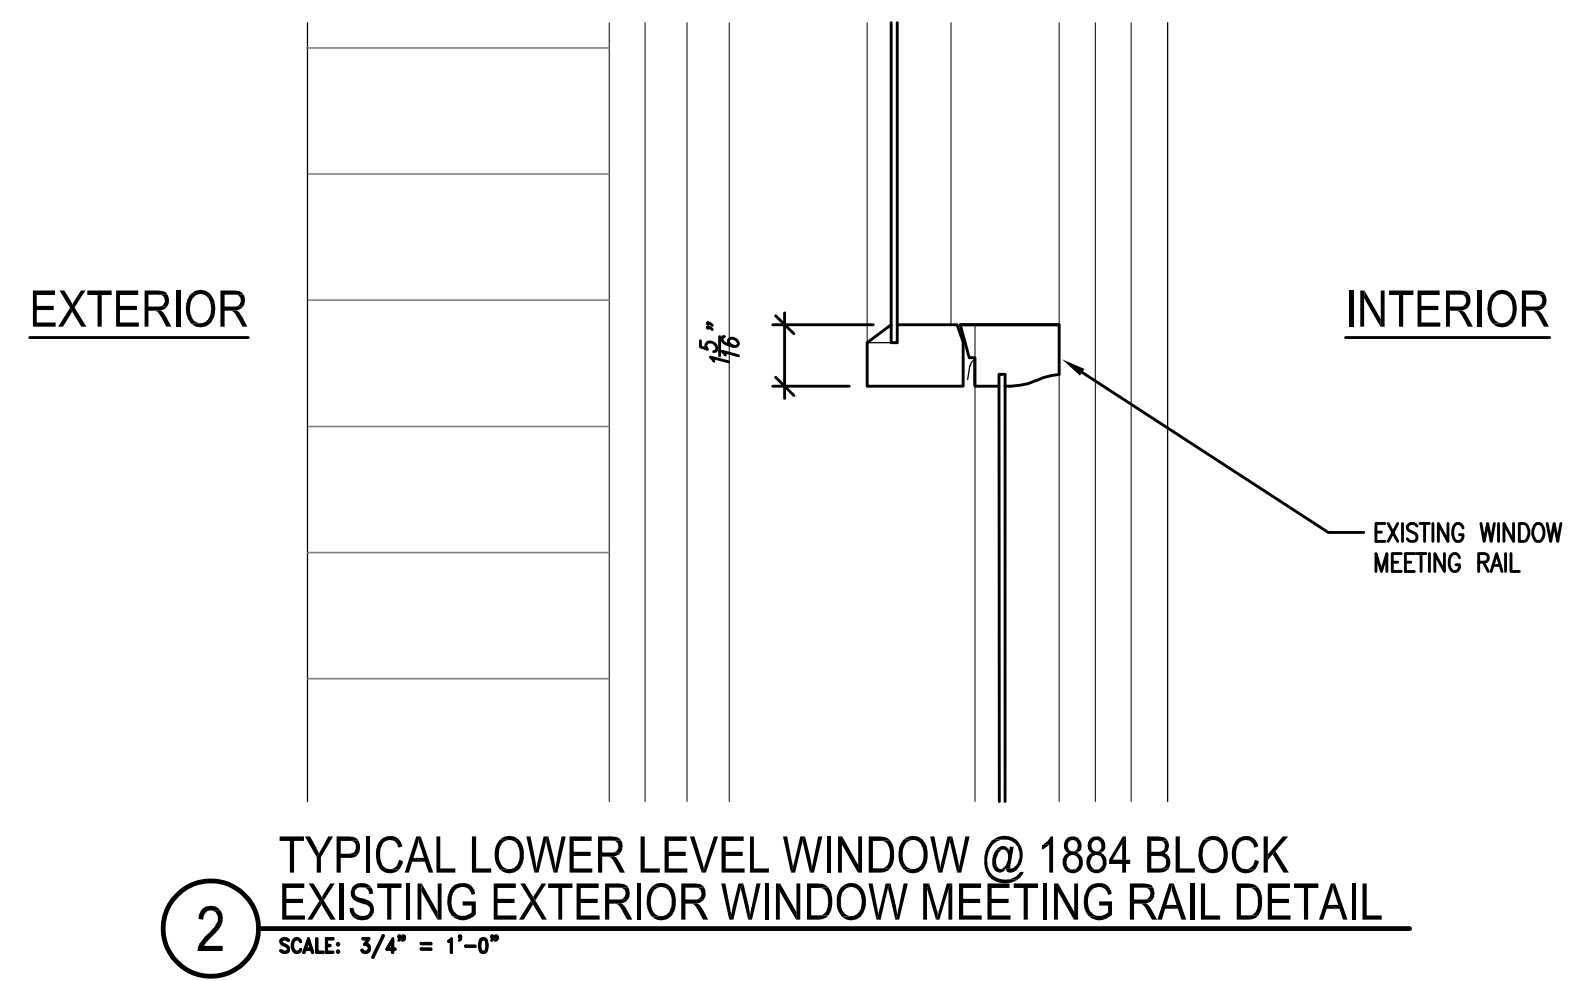 EXTERIOR
INTERIOR
1 5/16"
EXISTING WINDOW
MEETING RAIL
TYPICAL LOWER LEVEL WINDOW @ 1884 BLOCK
EXISTING EXTERIOR WINDOW MEETING RAIL DETAIL
2
SCALE: 3/4" = 1'-0"